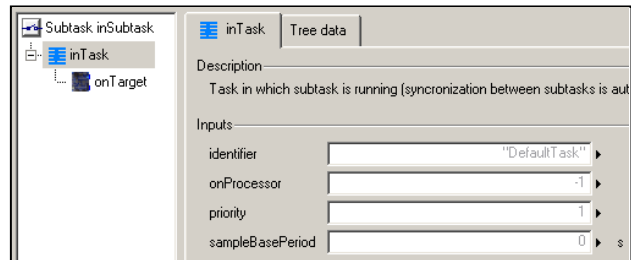 Subtask inSubtask
inTask
onTarget
inTask
Tree data
Description
Task in which subtask is running (syncronization between subtasks is aut
Inputs
identifier "DefaultTask"
onProcessor -1
priority 1
sampleBasePeriod 0 s